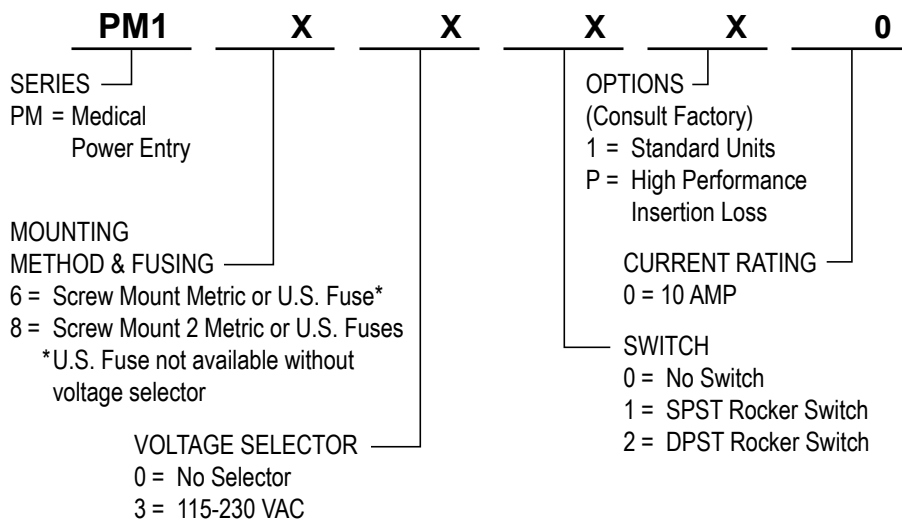 PM1 X X X X 0
SERIES
PM = Medical
Power Entry
MOUNTING
METHOD & FUSING
6 = Screw Mount Metric or U.S. Fuse*
8 = Screw Mount 2 Metric or U.S. Fuses
*U.S. Fuse not available without
voltage selector
VOLTAGE SELECTOR
0 = No Selector
3 = 115-230 VAC
OPTIONS
(Consult Factory)
1 = Standard Units
P = High Performance
Insertion Loss
CURRENT RATING
0 = 10 AMP
SWITCH
0 = No Switch
1 = SPST Rocker Switch
2 = DPST Rocker Switch